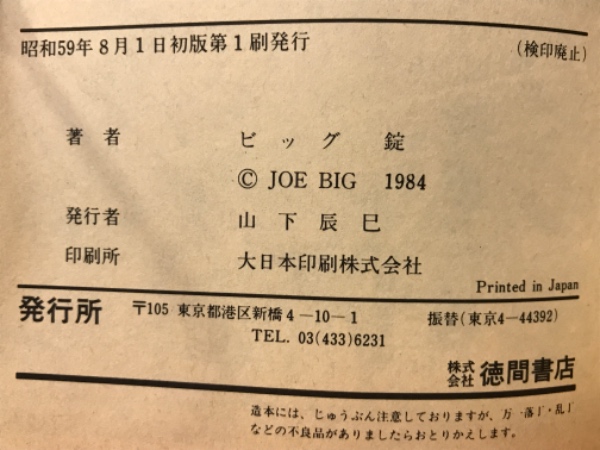 昭和59年8月1日初版第1刷発行 (検印廃止)
著者 ビッグ錠
© JOE BIG 1984
発行者 山下辰巳
印刷所 大日本印刷株式会社
Printed in Japan
発行所 〒105 東京都港区新橋4-10-1 振替(東京4-44392)
TEL. 03(433)6231
株式会社 徳間書店
造本には、じゅうぶん注意しておりますが、万一落丁・乱丁
などの不良品がありましたらおとりかえします。